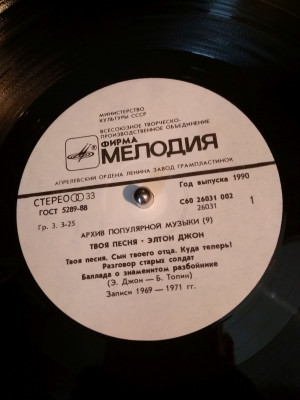 МИНИСТЕРСТВО
КУЛЬТУРЫ СССР
ВСЕСОЮЗНОЕ ТВОРЧЕСКО-
ПРОИЗВОДСТВЕННОЕ ОБЪЕДИНЕНИЕ
ФИРМА
МЕЛОДИЯ
АПРЕЛЕВСКИЙ ОРДЕНА ЛЕНИНА ЗАВОД ГРАМПЛАСТИНОК
СТЕРЕО 33
Год выпуска 1990
ГОСТ 5289-88
С60 26031 002
26031
Гр. 3. 3-25
1
АРХИВ ПОПУЛЯРНОЙ МУЗЫКИ (9)
ТВОЯ ПЕСНЯ · ЭЛТОН ДЖОН
Твоя песня. Сын твоего отца. Куда теперь?
Разговор старых солдат
Баллада о знаменитом разбойнике
(Э. Джон — Б. Топин)
Записи 1969 — 1971 гг.